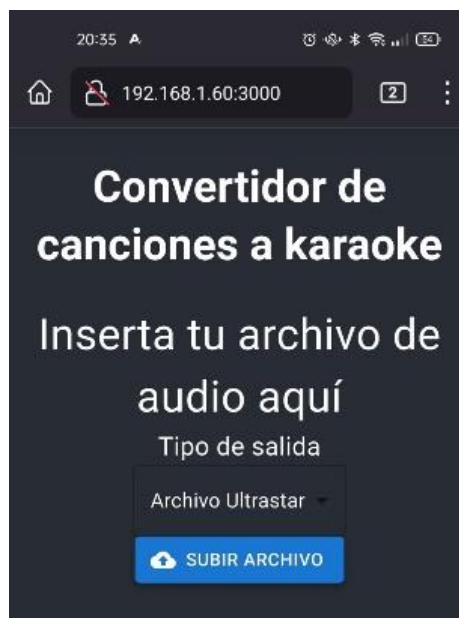 20:35 A
54
192.168.1.60:3000
2
Convertidor de
canciones a karaoke
Inserta tu archivo de
audio aquí
Tipo de salida
Archivo Ultrastar
SUBIR ARCHIVO